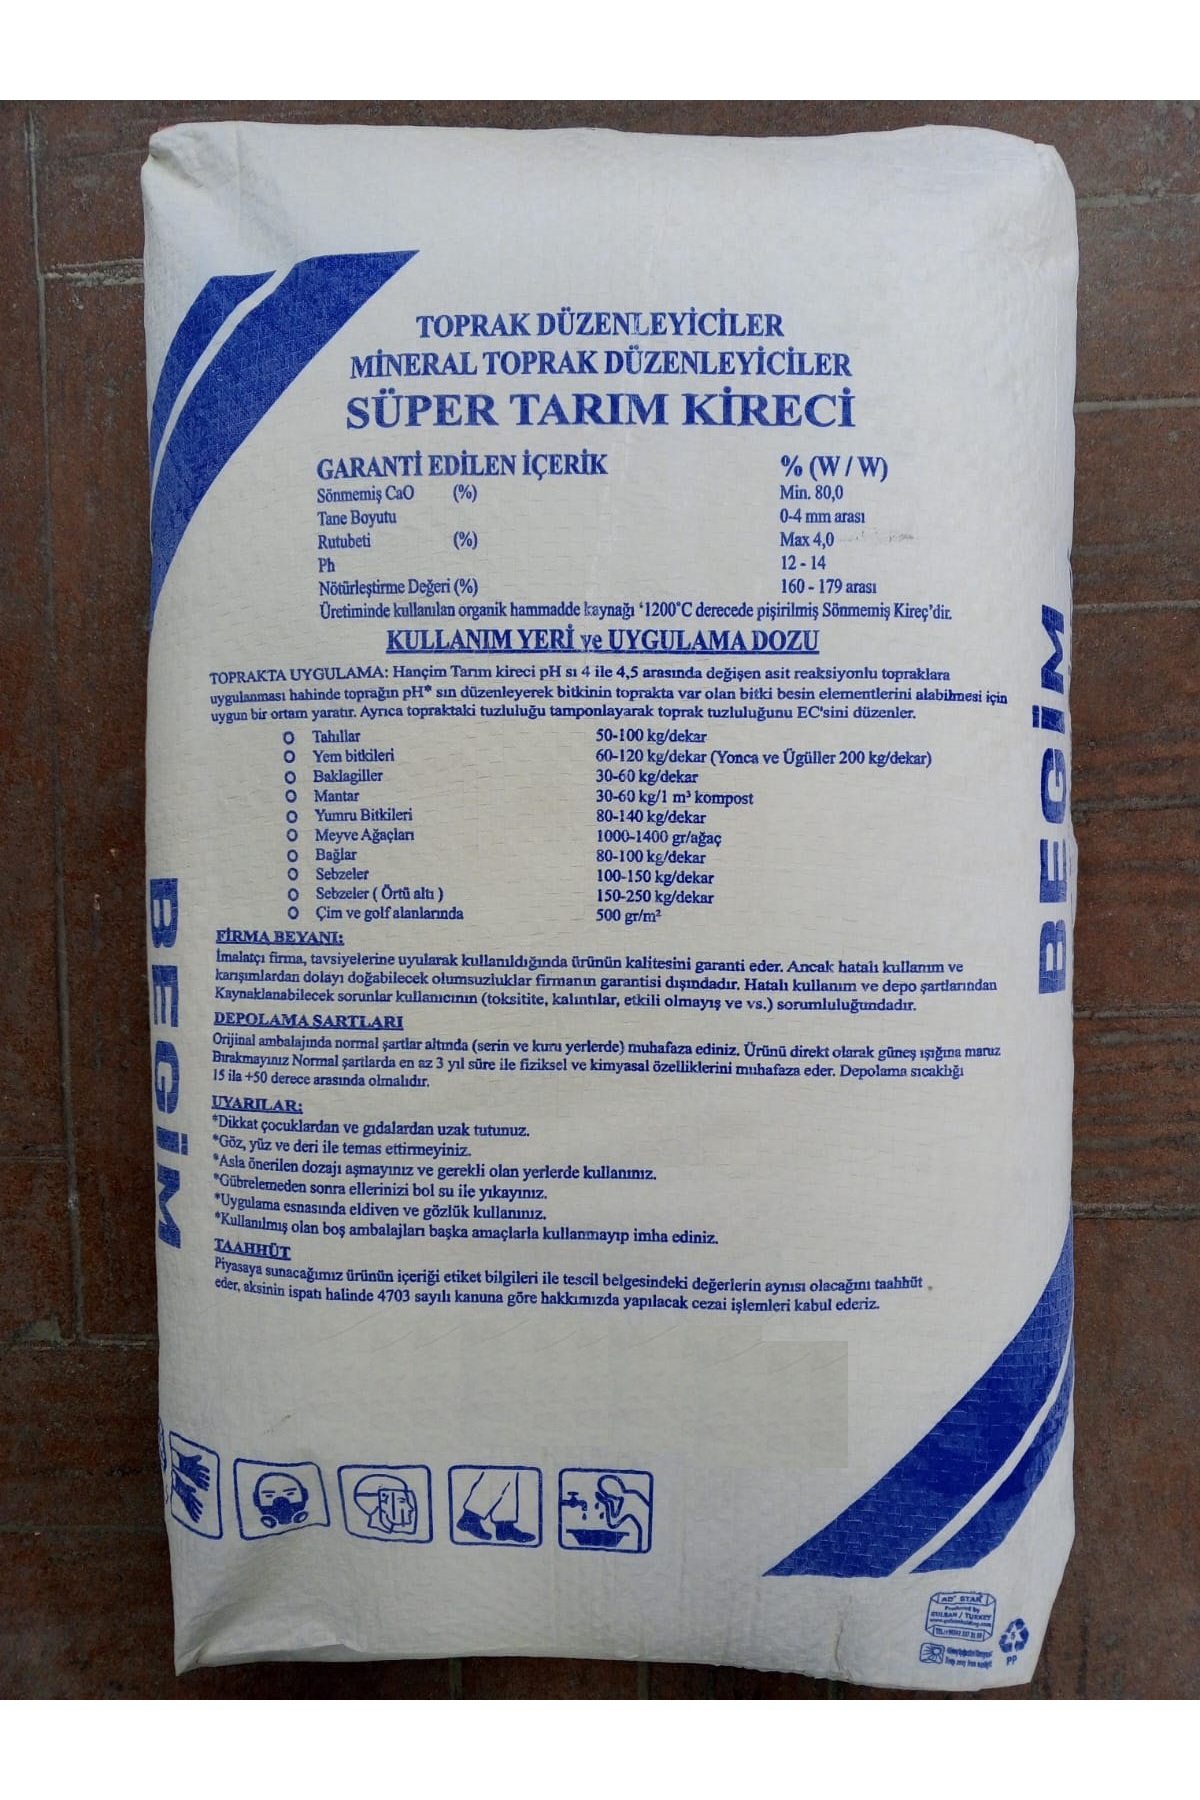 TOPRAK DÜZENLEYİCİLER
MİNERAL TOPRAK DÜZENLEYİCİLER
SÜPER TARIM KİRECİ
GARANTİ EDİLEN İÇERİK % (W / W)
Sönmemiş CaO (%) Min. 80,0
Tane Boyutu 0-4 mm arası
Rutubeti (%) Max 4,0
Ph 12 - 14
Nötürleştirme Değeri (%) 160 - 179 arası
Üretiminde kullanılan organik hammadde kaynağı ‘1200°C derecede pişirilmiş Sönmemiş Kireç’dir.
KULLANIM YERİ ve UYGULAMA DOZU
TOPRAKTA UYGULAMA: Hançim Tarım kireci pH sı 4 ile 4,5 arasında değişen asit reaksiyonlu topraklara
uygulanması hahinde toprağın pH* sın düzenleyerek bitkinin toprakta var olan bitki besin elementlerini alabilmesi için
uygun bir ortam yaratır. Ayrıca topraktaki tuzluluğu tamponlayarak toprak tuzluluğunu EC'sini düzenler.
Tahıllar 50-100 kg/dekar
Yem bitkileri 60-120 kg/dekar (Yonca ve Ügüller 200 kg/dekar)
Baklagiller 30-60 kg/dekar
Mantar 30-60 kg/1 m³ kompost
Yumru Bitkileri 80-140 kg/dekar
Meyve Ağaçları 1000-1400 gr/ağaç
Bağlar 80-100 kg/dekar
Sebzeler 100-150 kg/dekar
Sebzeler ( Örtü altı ) 150-250 kg/dekar
Çim ve golf alanlarında 500 gr/m²
FİRMA BEYANI:
İmalatçı firma, tavsiyelerine uyularak kullanıldığında ürünün kalitesini garanti eder. Ancak hatalı kullanım ve
karışımlardan dolayı doğabilecek olumsuzluklar firmanın garantisi dışındadır. Hatalı kullanım ve depo şartlarından
Kaynaklanabilecek sorunlar kullanıcının (toksitite, kalıntılar, etkili olmayış ve vs.) sorumluluğundadır.
DEPOLAMA SARTLARI
Orijinal ambalajında normal şartlar altında (serin ve kuru yerlerde) muhafaza ediniz. Ürünü direkt olarak güneş ışığına maruz
Bırakmayınız Normal şartlarda en az 3 yıl süre ile fiziksel ve kimyasal özelliklerini muhafaza eder. Depolama sıcaklığı
15 ila +50 derece arasında olmalıdır.
UYARILAR:
*Dikkat çocuklardan ve gıdalardan uzak tutunuz.
*Göz, yüz ve deri ile temas ettirmeyiniz.
*Asla önerilen dozajı aşmayınız ve gerekli olan yerlerde kullanınız.
*Gübrelemeden sonra ellerinizi bol su ile yıkayınız.
*Uygulama esnasında eldiven ve gözlük kullanınız.
*Kullanılmış olan boş ambalajları başka amaçlarla kullanmayıp imha ediniz.
TAAHHÜT
Piyasaya sunacağımız ürünün içeriği etiket bilgileri ile tescil belgesindeki değerlerin aynısı olacağını taahhüt
eder, aksinin ispatı halinde 4703 sayılı kanuna göre hakkımızda yapılacak cezai işlemleri kabul ederiz.
BEGİM
BEGİM
AD* STAR
Produced by
GULSAN / TURKEY
5
PP